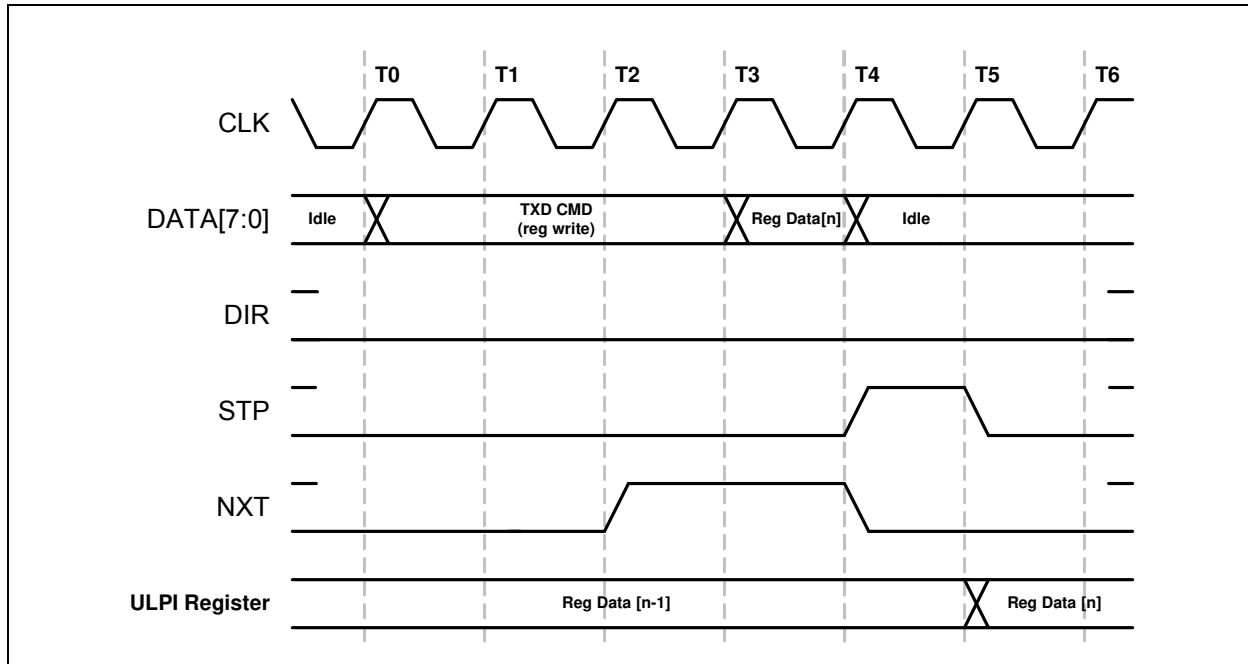 T0 T1 T2 T3 T4 T5 T6
CLK
DATA[7:0] Idle TXD CMD Reg Data[n] Idle
(reg write)
DIR
STP
NXT
ULPI Register Reg Data [n-1] Reg Data [n]